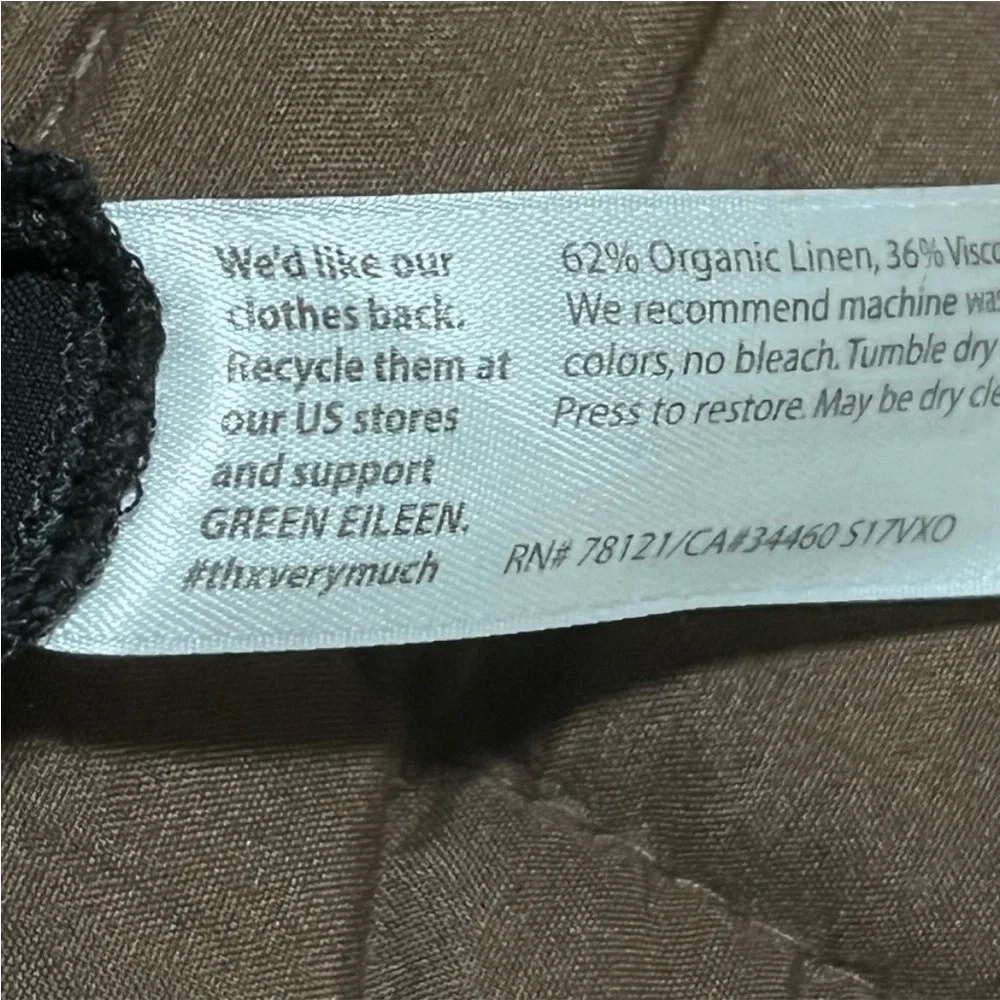 We'd like our
clothes back.
Recycle them at
our US stores
and support
GREEN EILEEN.
#thxverymuch
62% Organic Linen, 36% Visco
We recommend machine wa
colors, no bleach. Tumble dry
Press to restore. May be dry cle
RN# 78121/CA#34460 S17VXO